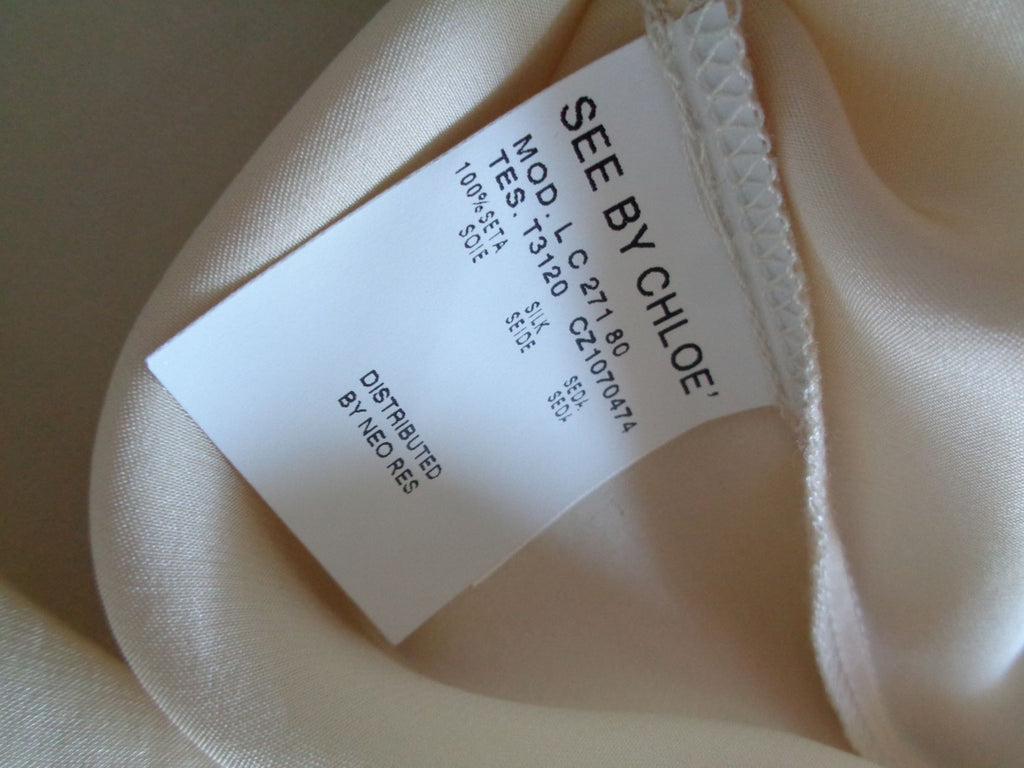 SEE BY CHLOE'
MOD. L C 271 80
TES. T3120 CZ1070474
100% SETA SILK SEDA
SOIE SEIDE SEDA
DISTRIBUTED
BY NEO RES